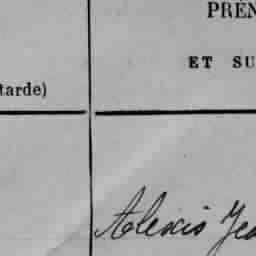 PRÉN
ET SU
tarde)
Alexis Jea